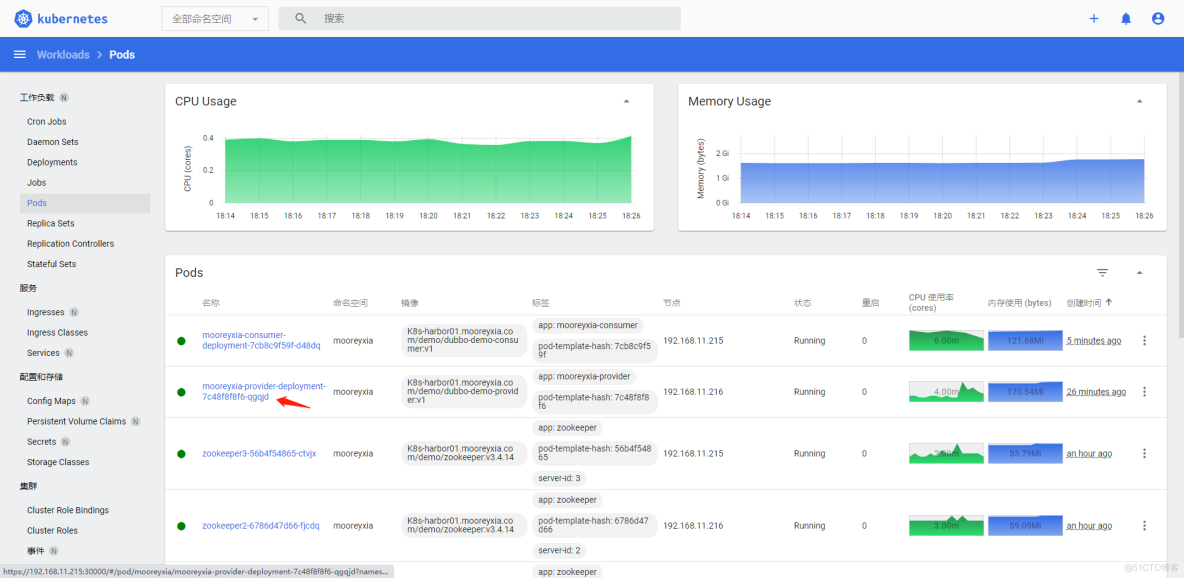 kubernetes
全部命名空间
搜索
Workloads > Pods
工作负载 N
Cron Jobs
Daemon Sets
Deployments
Jobs
Pods
Replica Sets
Replication Controllers
Stateful Sets
服务
Ingresses N
Ingress Classes
Services N
配置和存储
Config Maps N
Persistent Volume Claims N
Secrets N
Storage Classes
集群
Cluster Role Bindings
Cluster Roles
事件 N
CPU Usage
CPU (cores)
0.4
0.2
0
18:14 18:15 18:16 18:17 18:18 18:19 18:20 18:21 18:22 18:23 18:24 18:25 18:26
Memory Usage
Memory (bytes)
2 Gi
1 Gi
0 Gi
18:14 18:15 18:16 18:17 18:18 18:19 18:20 18:21 18:22 18:23 18:24 18:25 18:26
Pods
名称 命名空间 镜像 标签 节点 状态 重启 CPU 使用率 (cores) 内存使用 (bytes) 创建时间
mooreyxia-consumer-
deployment-7cb8c9f59f-d48dq
mooreyxia
K8s-harbor01.mooreyxia.co
m/demo/dubbo-demo-consu
mer:v1
app: mooreyxia-consumer
pod-template-hash: 7cb8c9f5
9f
192.168.11.215
Running
0
6.00m
121.68Mi
5 minutes ago
mooreyxia-provider-deployment-
7c48f8f8f6-qgqjd
mooreyxia
K8s-harbor01.mooreyxia.co
m/demo/dubbo-demo-provid
er:v1
app: mooreyxia-provider
pod-template-hash: 7c48f8f8
f6
192.168.11.216
Running
0
4.00m
170.54Mi
26 minutes ago
zookeeper3-56b4f54865-ctvjx
mooreyxia
K8s-harbor01.mooreyxia.co
m/demo/zookeeper:v3.4.14
app: zookeeper
pod-template-hash: 56b4f548
65
server-id: 3
192.168.11.215
Running
0
53.79Mi
an hour ago
zookeeper2-6786d47d66-fjcdq
mooreyxia
K8s-harbor01.mooreyxia.co
m/demo/zookeeper:v3.4.14
app: zookeeper
pod-template-hash: 6786d47
d66
server-id: 2
192.168.11.216
Running
0
3.00m
59.09Mi
an hour ago
app: zookeeper
https://192.168.11.215:30000/#/pod/mooreyxia/mooreyxia-provider-deployment-7c48f8f8f6-qgqjd?names...
@51CTO博客